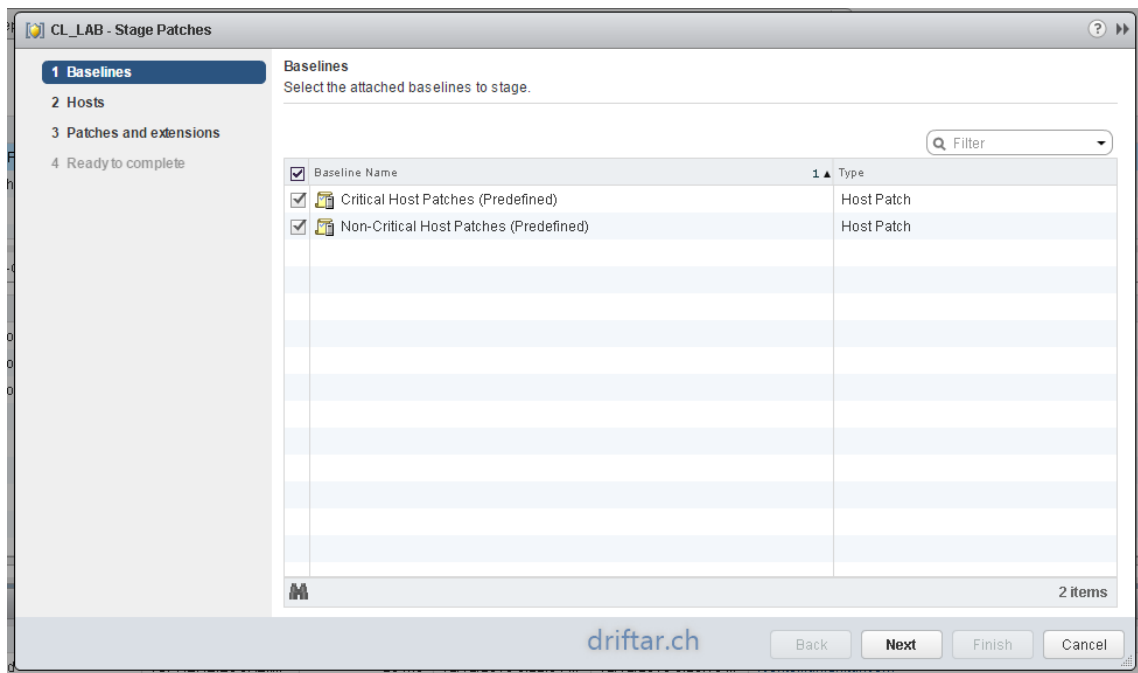 CL_LAB - Stage Patches
1 Baselines
2 Hosts
3 Patches and extensions
4 Ready to complete
Baselines
Select the attached baselines to stage.
Filter
Baseline Name 1 ▲ Type
Critical Host Patches (Predefined) Host Patch
Non-Critical Host Patches (Predefined) Host Patch
2 items
driftar.ch
Back Next Finish Cancel